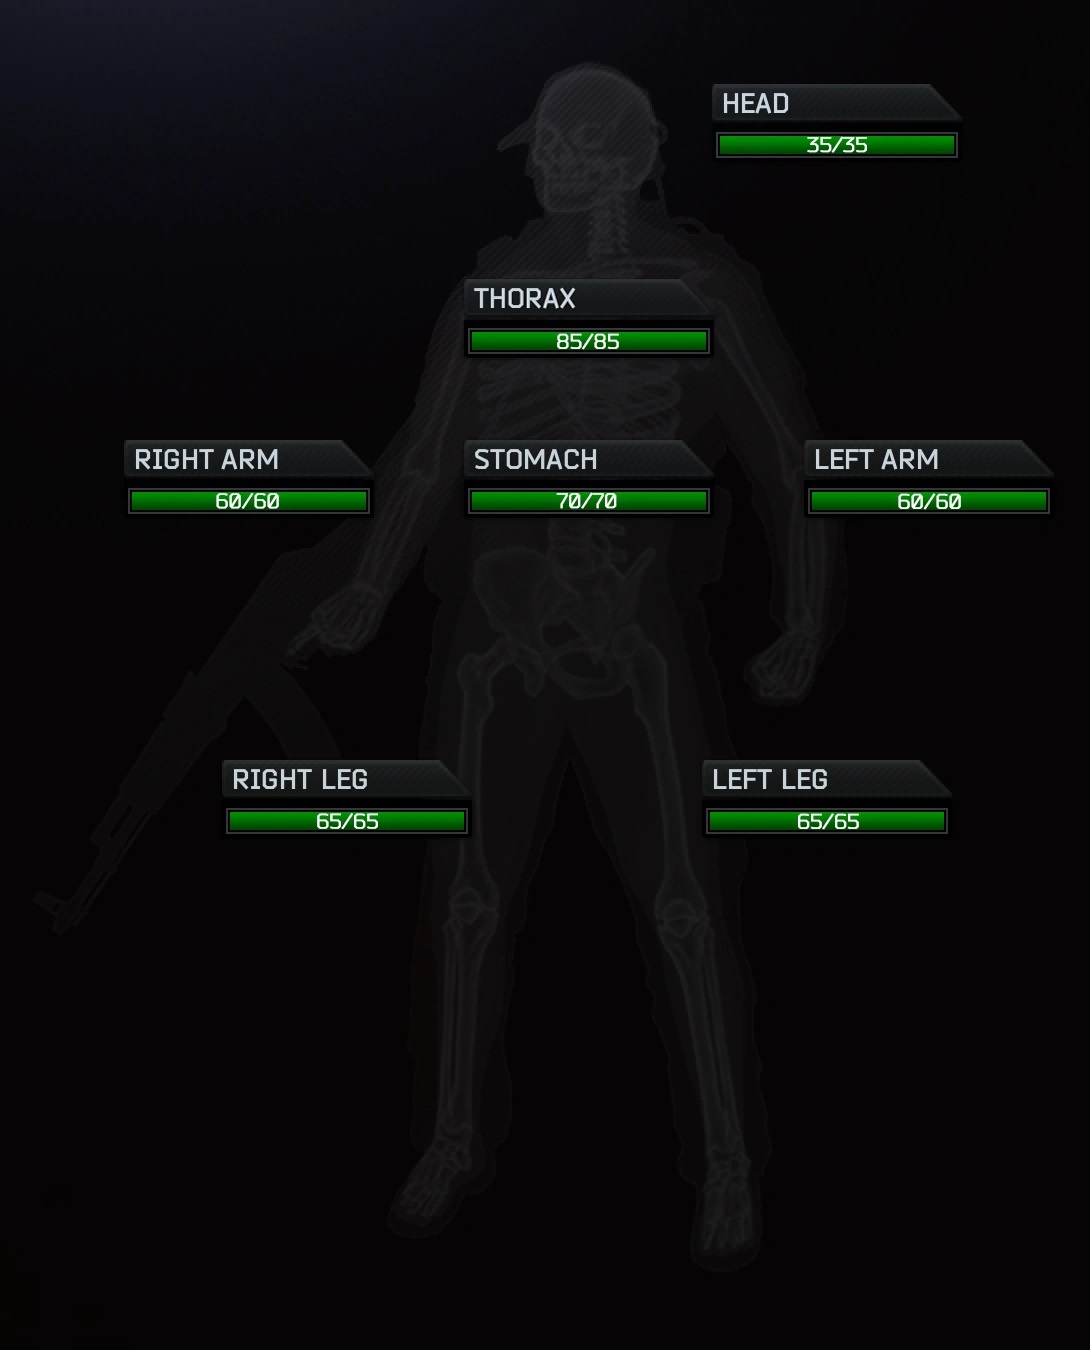 HEAD
35/35
THORAX
85/85
RIGHT ARM
60/60
STOMACH
70/70
LEFT ARM
60/60
RIGHT LEG
65/65
LEFT LEG
65/65